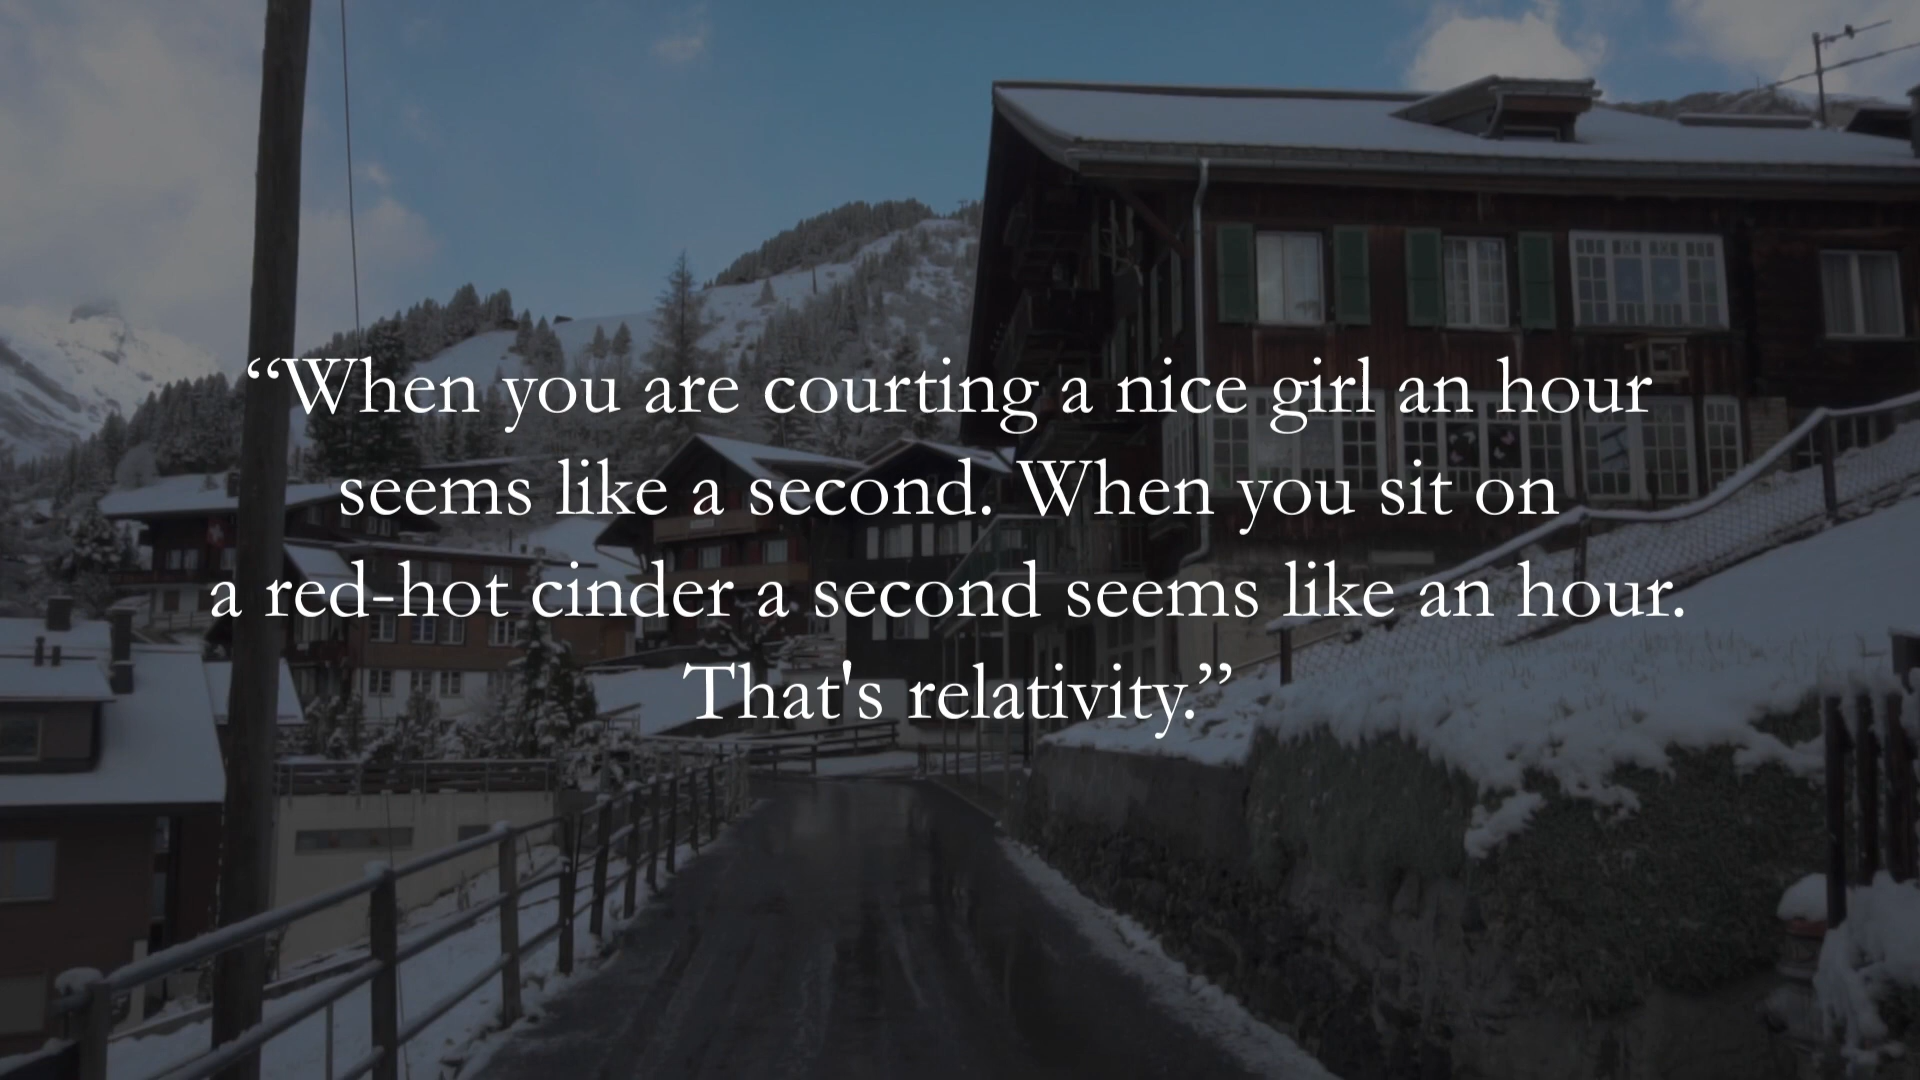 “When you are courting a nice girl an hour
seems like a second. When you sit on
a red-hot cinder a second seems like an hour.
That's relativity.”